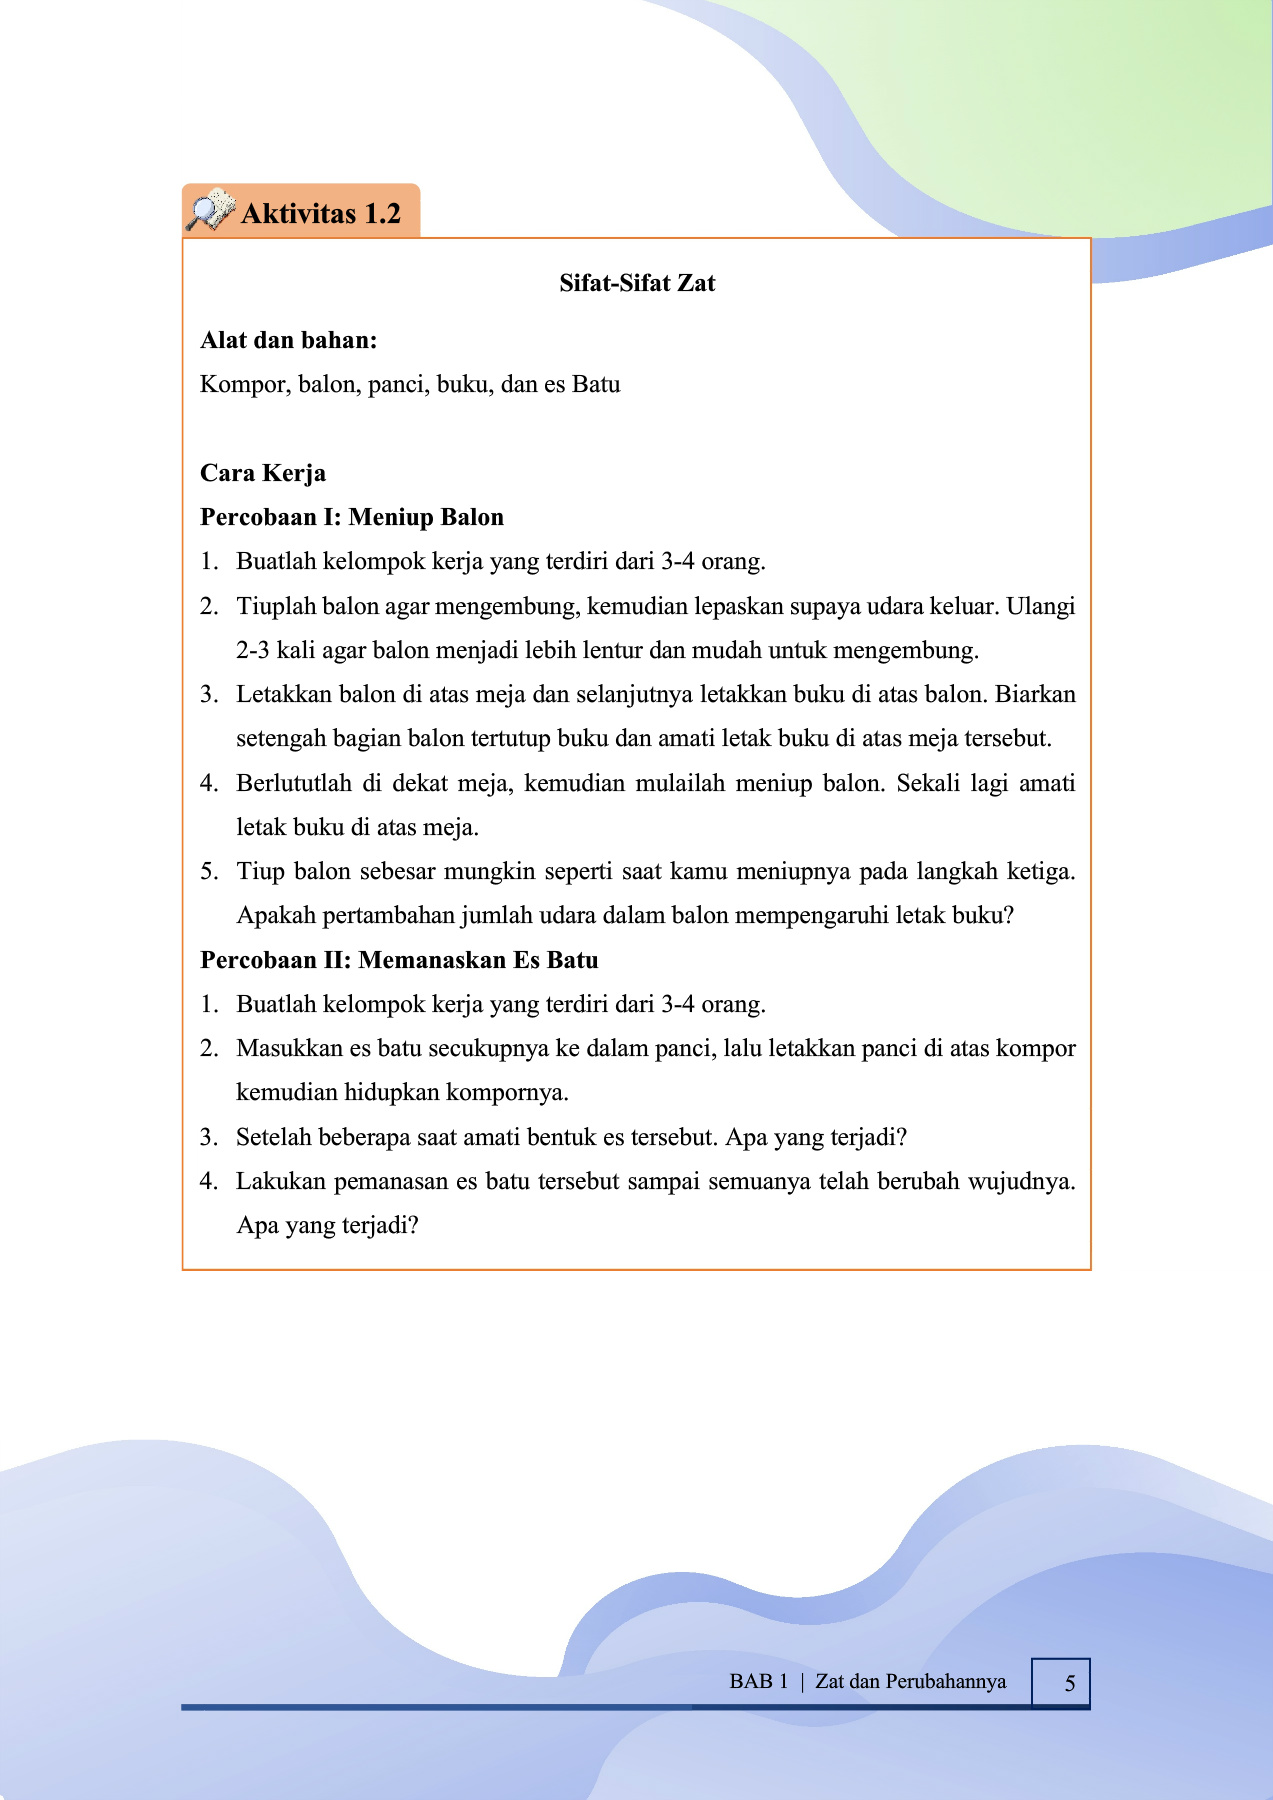 Aktivitas 1.2
Sifat-Sifat Zat
Alat dan bahan:
Kompor, balon, panci, buku, dan es Batu
Cara Kerja
Percobaan I: Meniup Balon
1. Buatlah kelompok kerja yang terdiri dari 3-4 orang.
2. Tiuplah balon agar mengembung, kemudian lepaskan supaya udara keluar. Ulangi
2-3 kali agar balon menjadi lebih lentur dan mudah untuk mengembung.
3. Letakkan balon di atas meja dan selanjutnya letakkan buku di atas balon. Biarkan
setengah bagian balon tertutup buku dan amati letak buku di atas meja tersebut.
4. Berlututlah di dekat meja, kemudian mulailah meniup balon. Sekali lagi amati
letak buku di atas meja.
5. Tiup balon sebesar mungkin seperti saat kamu meniupnya pada langkah ketiga.
Apakah pertambahan jumlah udara dalam balon mempengaruhi letak buku?
Percobaan II: Memanaskan Es Batu
1. Buatlah kelompok kerja yang terdiri dari 3-4 orang.
2. Masukkan es batu secukupnya ke dalam panci, lalu letakkan panci di atas kompor
kemudian hidupkan kompornya.
3. Setelah beberapa saat amati bentuk es tersebut. Apa yang terjadi?
4. Lakukan pemanasan es batu tersebut sampai semuanya telah berubah wujudnya.
Apa yang terjadi?
BAB 1 | Zat dan Perubahannya 5